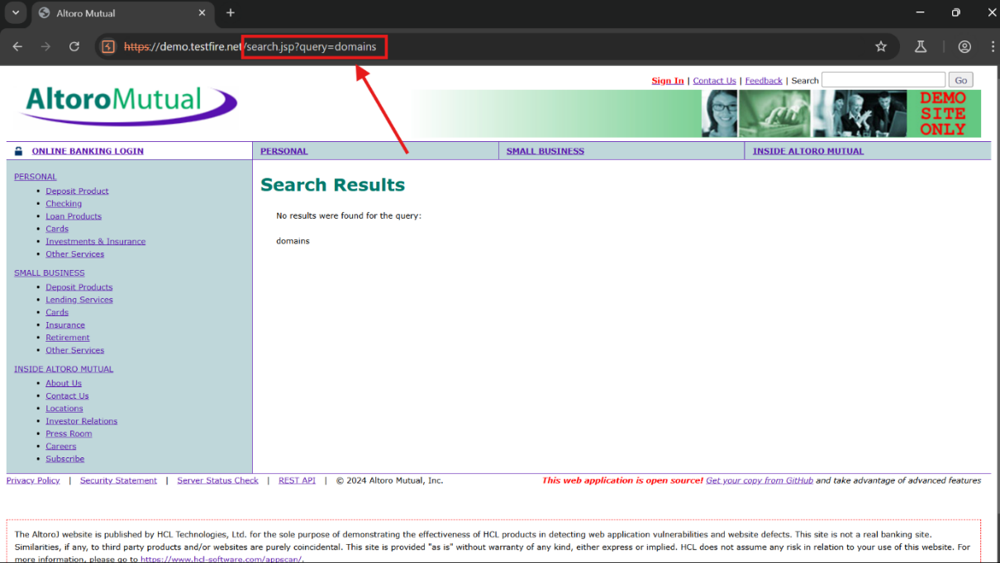 Altoro Mutual
https://demo.testfire.net/search.jsp?query=domains
Sign In | Contact Us | Feedback | Search Go
AltoroMutual
DEMO
SITE
ONLY
ONLINE BANKING LOGIN
PERSONAL
SMALL BUSINESS
INSIDE ALTORO MUTUAL
PERSONAL
• Deposit Product
• Checking
• Loan Products
• Cards
• Investments & Insurance
• Other Services
SMALL BUSINESS
• Deposit Products
• Lending Services
• Cards
• Insurance
• Retirement
• Other Services
INSIDE ALTORO MUTUAL
• About Us
• Contact Us
• Locations
• Investor Relations
• Press Room
• Careers
• Subscribe
Search Results
No results were found for the query:
domains
Privacy Policy | Security Statement | Server Status Check | REST API | © 2024 Altoro Mutual, Inc.
This web application is open source! Get your copy from GitHub and take advantage of advanced features
The AltoroJ website is published by HCL Technologies, Ltd. for the sole purpose of demonstrating the effectiveness of HCL products in detecting web application vulnerabilities and website defects. This site is not a real banking site.
Similarities, if any, to third party products and/or websites are purely coincidental. This site is provided "as is" without warranty of any kind, either express or implied. HCL does not assume any risk in relation to your use of this website. For
more information, please go to https://www.hcl-software.com/appscan/.